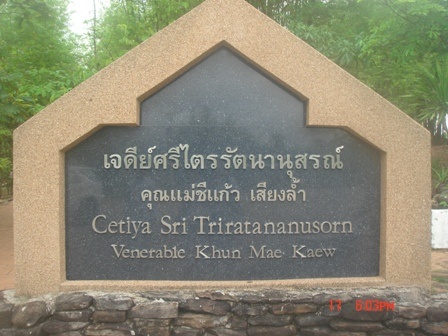 เจดีย์ศรีไตรรัตนานุสรณ์
คุณแม่ชีแก้ว เสียงล้ำ
Cetiya Sri Triratananusorn
Venerable Khun Mae Kaew